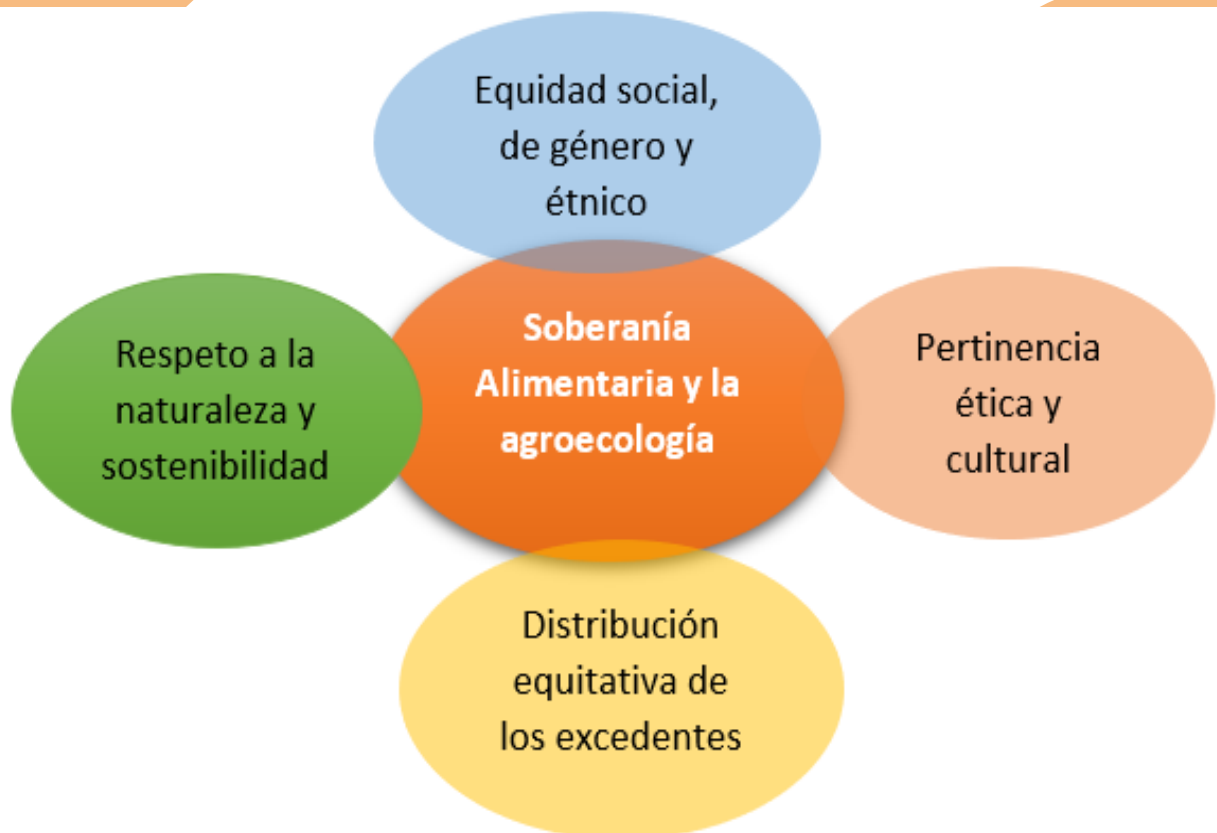 Equidad social,
de género y
étnico
Respeto a la
naturaleza y
sostenibilidad
Soberanía
Alimentaria y la
agroecología
Pertinencia
ética y
cultural
Distribución
equitativa de
los excedentes